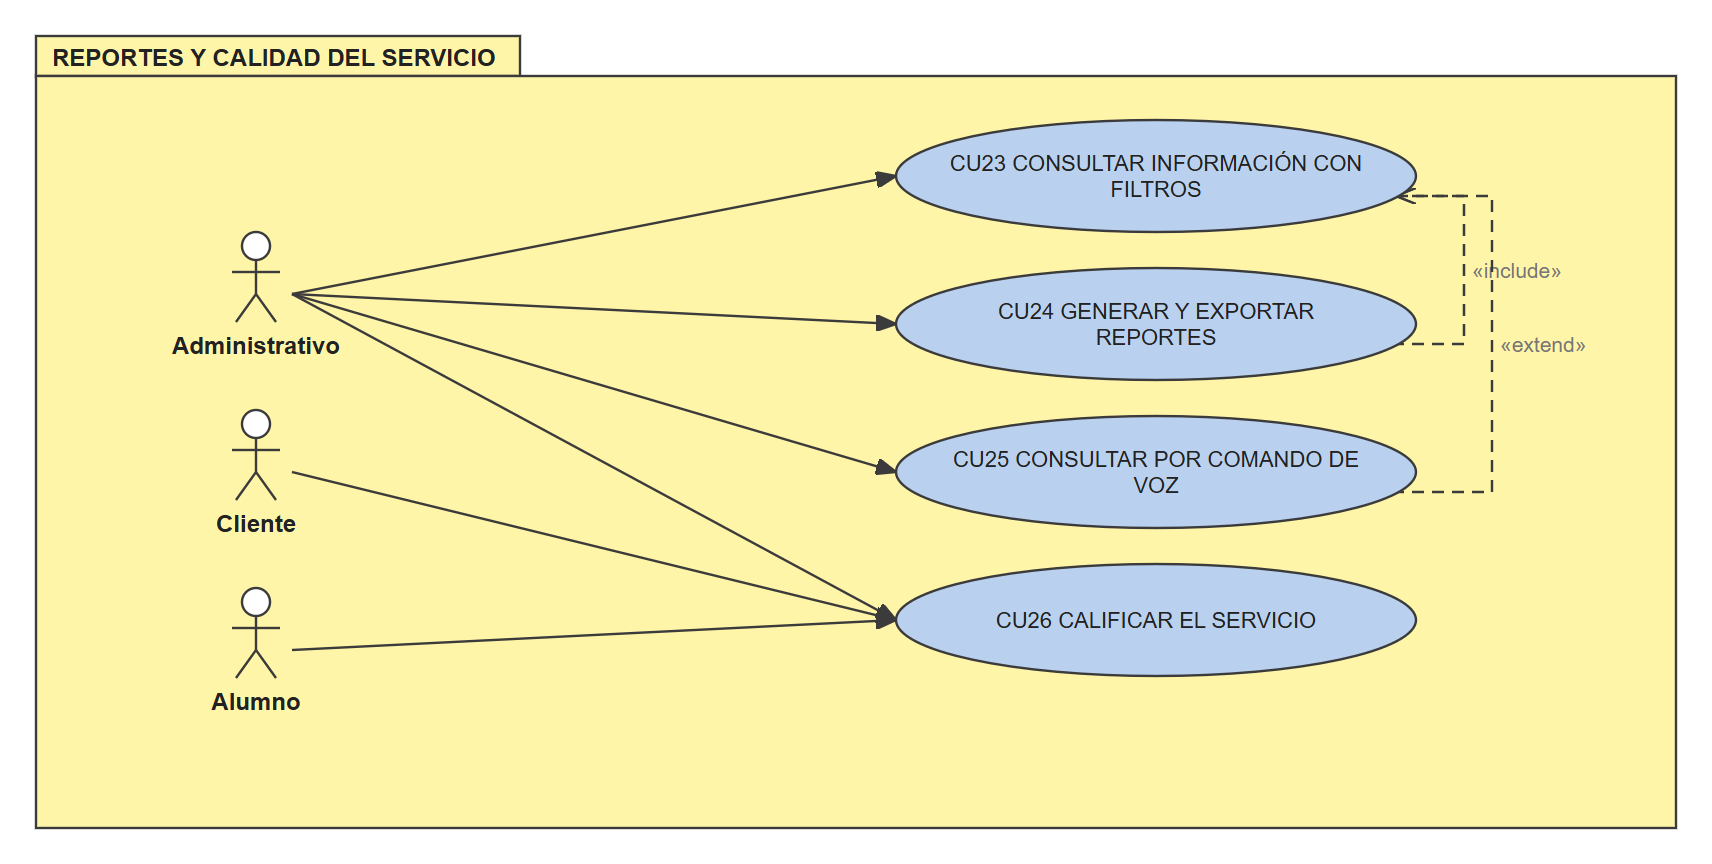 REPORTES Y CALIDAD DEL SERVICIO
CU23 CONSULTAR INFORMACIÓN CON
FILTROS
«include»
CU24 GENERAR Y EXPORTAR
REPORTES
Administrativo
«extend»
CU25 CONSULTAR POR COMANDO DE
VOZ
Cliente
CU26 CALIFICAR EL SERVICIO
Alumno